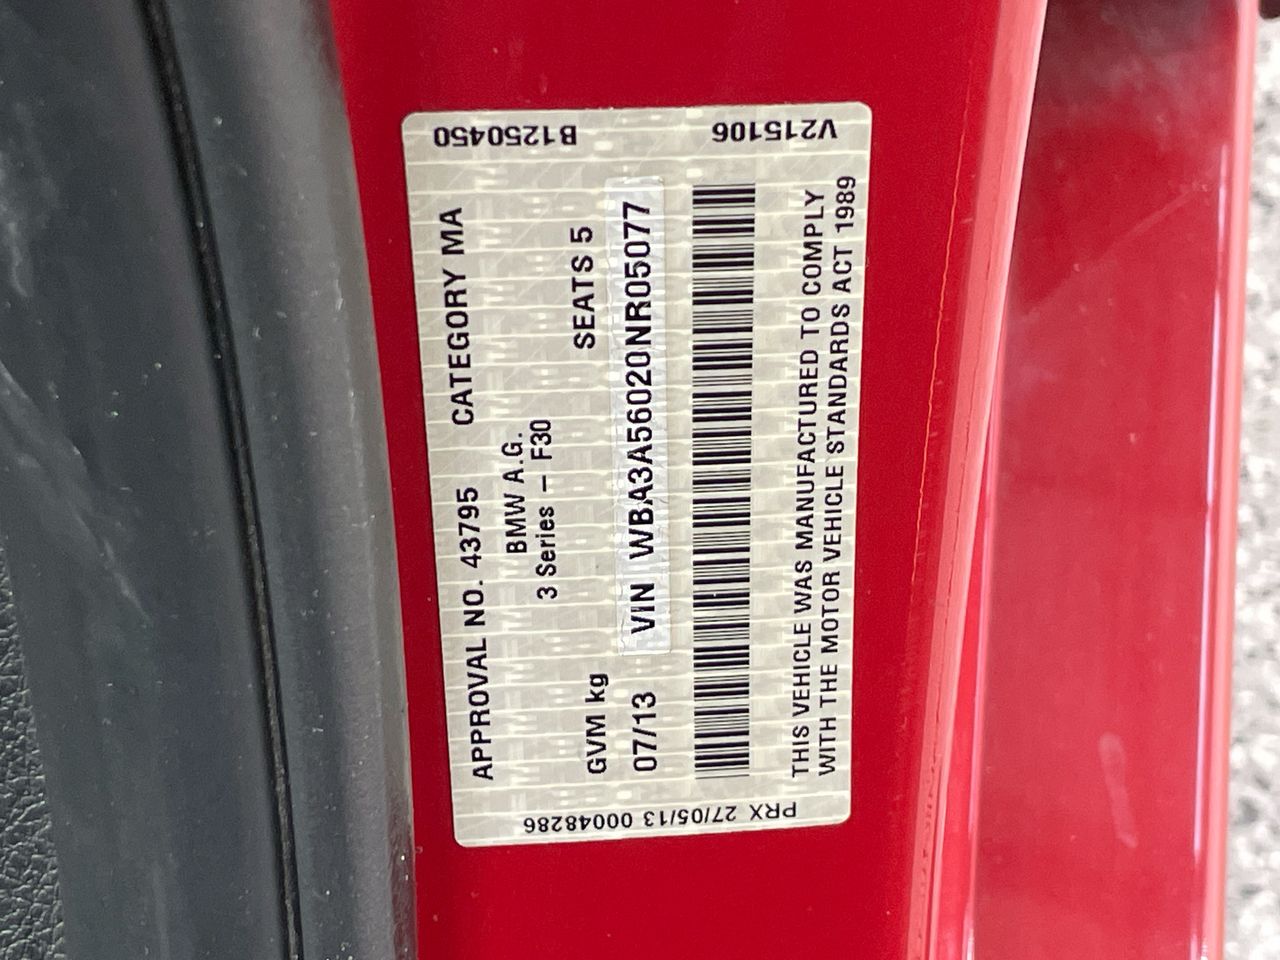 APPROVAL NO. 43795 CATEGORY MA
BMW A.G.
3 Series – F30
GVM kg SEATS 5
07/13 VIN WBA3A56020NR05077
THIS VEHICLE WAS MANUFACTURED TO COMPLY
WITH THE MOTOR VEHICLE STANDARDS ACT 1989
B1250450
V215106
PRX 27/05/13 00048286